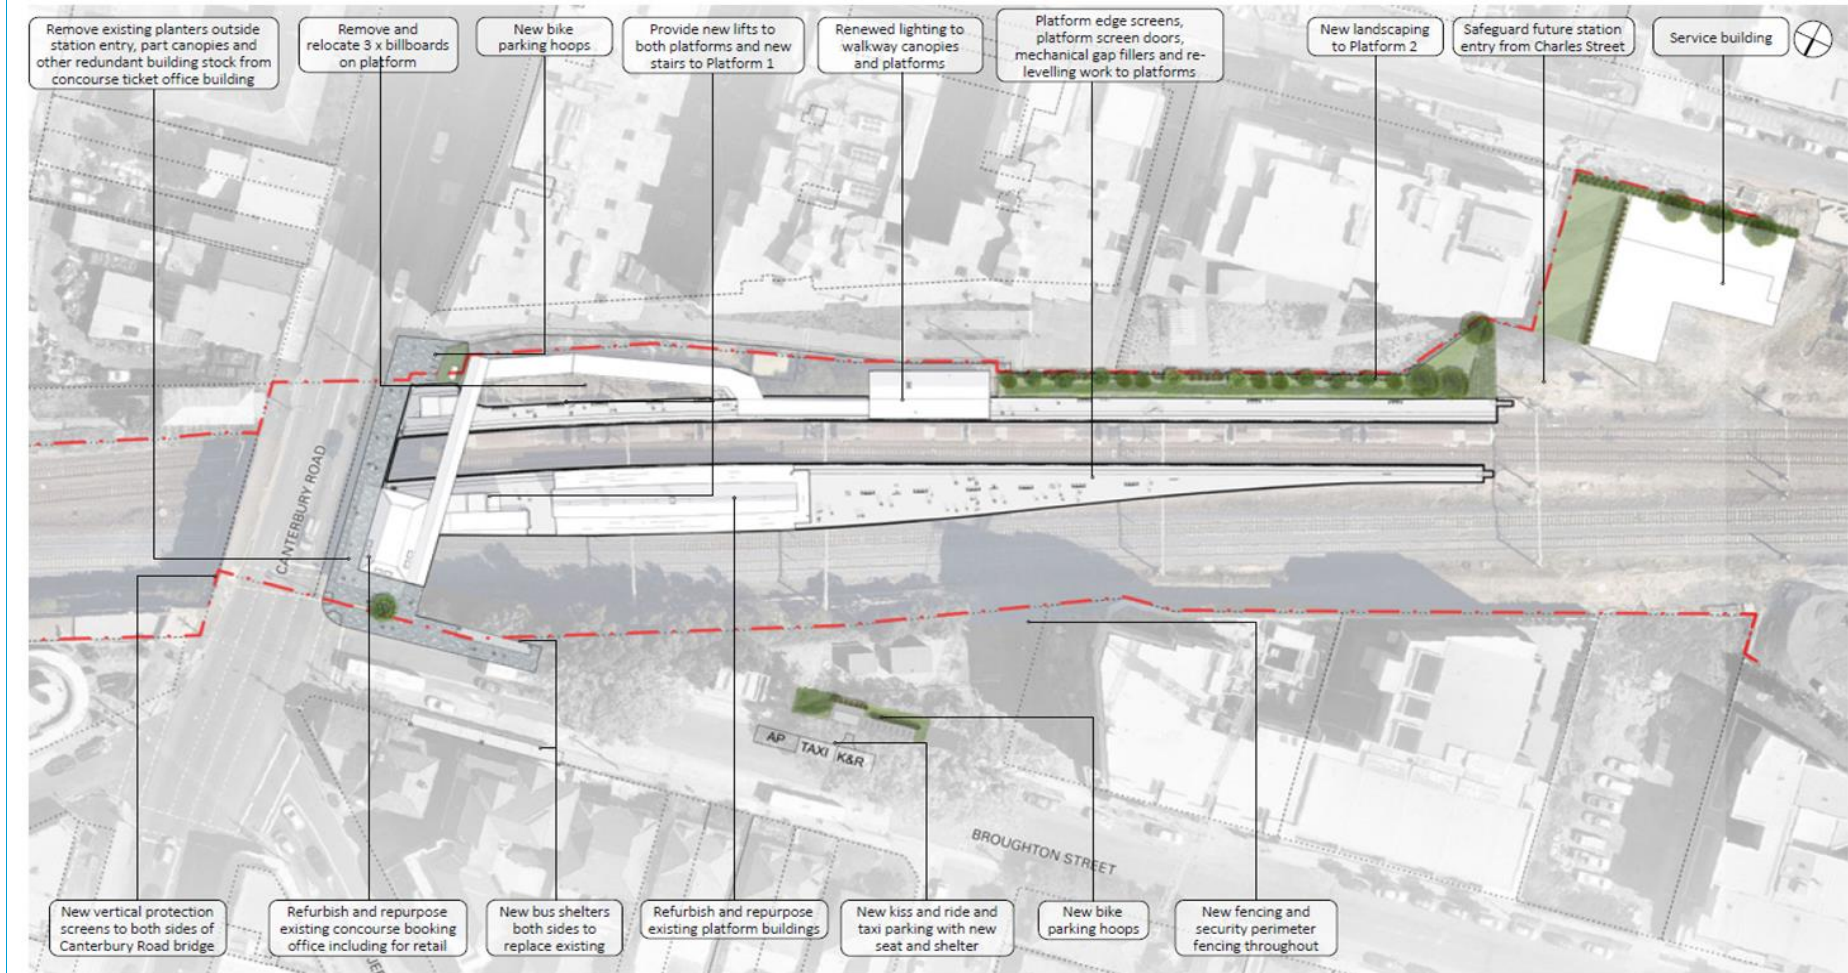 Remove existing planters outside
station entry, part canopies and
other redundant building stock from
concourse ticket office building
Remove and
relocate 3 x billboards
on platform
New bike
parking hoops
Provide new lifts to
both platforms and new
stairs to Platform 1
Renewed lighting to
walkway canopies
and platforms
Platform edge screens,
platform screen doors,
mechanical gap fillers and re-
levelling work to platforms
New landscaping
to Platform 2
Safeguard future station
entry from Charles Street
Service building
CANTERBURY ROAD
AP
TAXI
K&R
BROUGHTON STREET
New vertical protection
screens to both sides of
Canterbury Road bridge
Refurbish and repurpose
existing concourse booking
office including for retail
New bus shelters
both sides to
replace existing
Refurbish and repurpose
existing platform buildings
New kiss and ride and
taxi parking with new
seat and shelter
New bike
parking hoops
New fencing and
security perimeter
fencing throughout